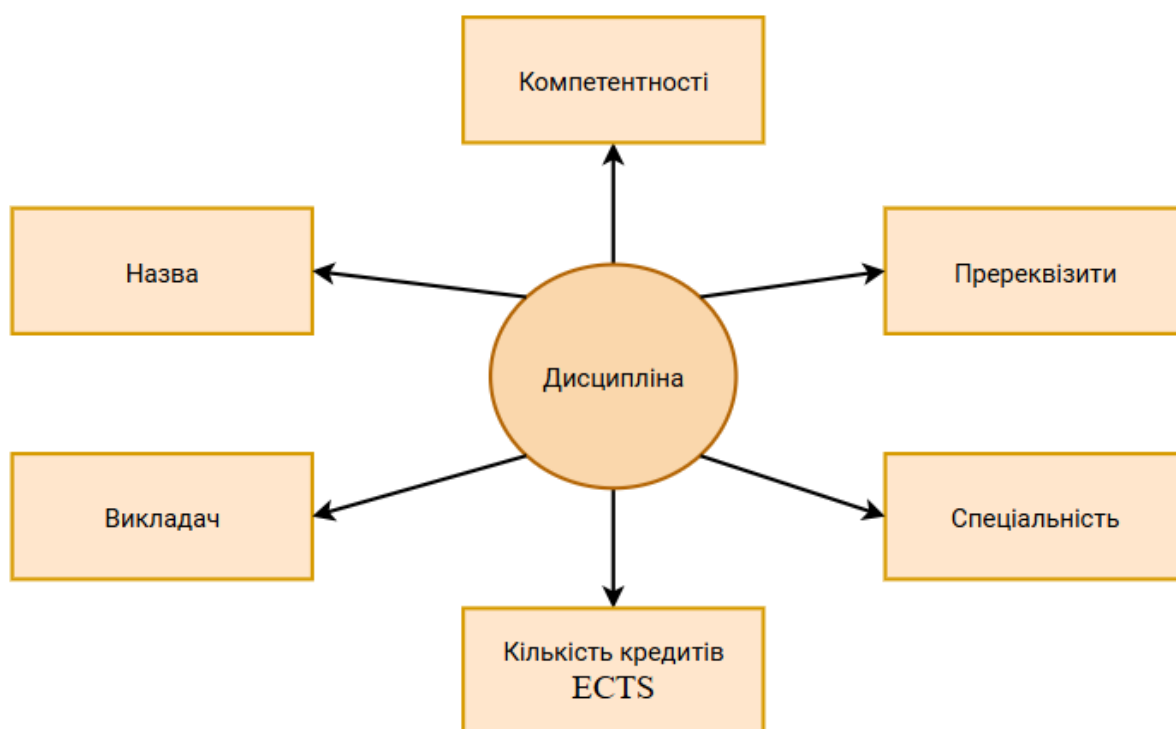 Компетентності
Назва
Пререквізити
Дисципліна
Викладач
Спеціальність
Кількість кредитів
ECTS